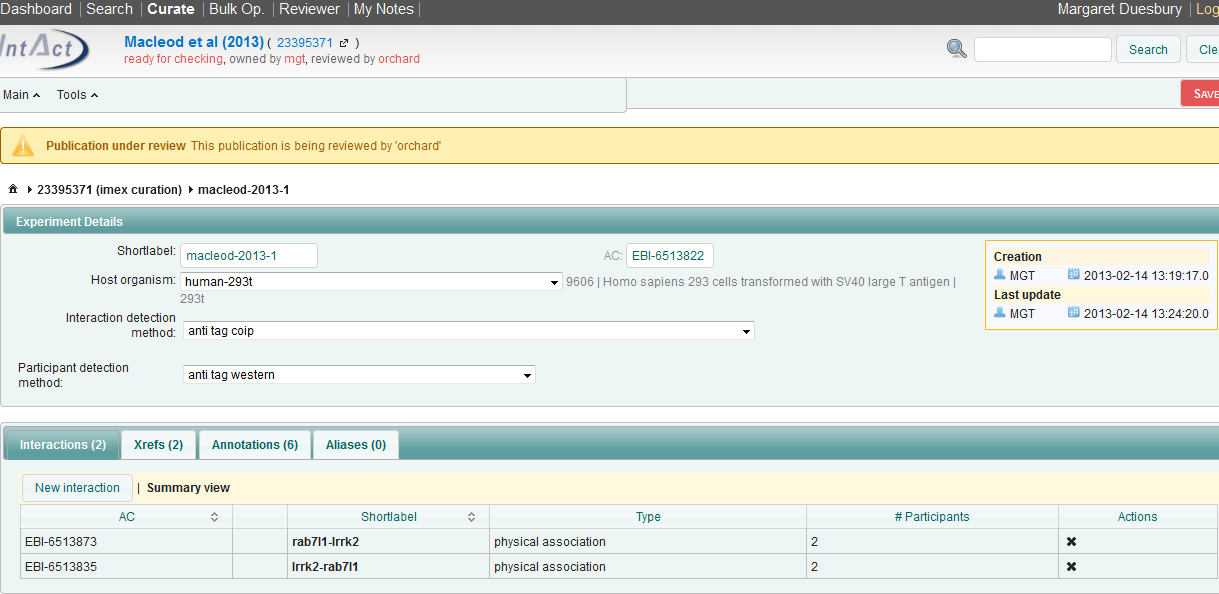 Dashboard | Search | Curate | Bulk Op. | Reviewer | My Notes | Margaret Duesbury | Log
IntAct
Macleod et al (2013) ( 23395371 )
ready for checking, owned by mgt, reviewed by orchard
Search
Cle
Main Tools
SAVE
Publication under review This publication is being reviewed by 'orchard'
23395371 (imex curation) macleod-2013-1
Experiment Details
Shortlabel: macleod-2013-1 AC: EBI-6513822
Host organism: human-293t 9606 | Homo sapiens 293 cells transformed with SV40 large T antigen |
293t
Interaction detection
method: anti tag coip
Participant detection
method: anti tag western
Creation
MGT 2013-02-14 13:19:17.0
Last update
MGT 2013-02-14 13:24:20.0
Interactions (2) Xrefs (2) Annotations (6) Aliases (0)
New interaction | Summary view
AC Shortlabel Type # Participants Actions
EBI-6513873 rab7l1-lrrk2 physical association 2
EBI-6513835 lrrk2-rab7l1 physical association 2